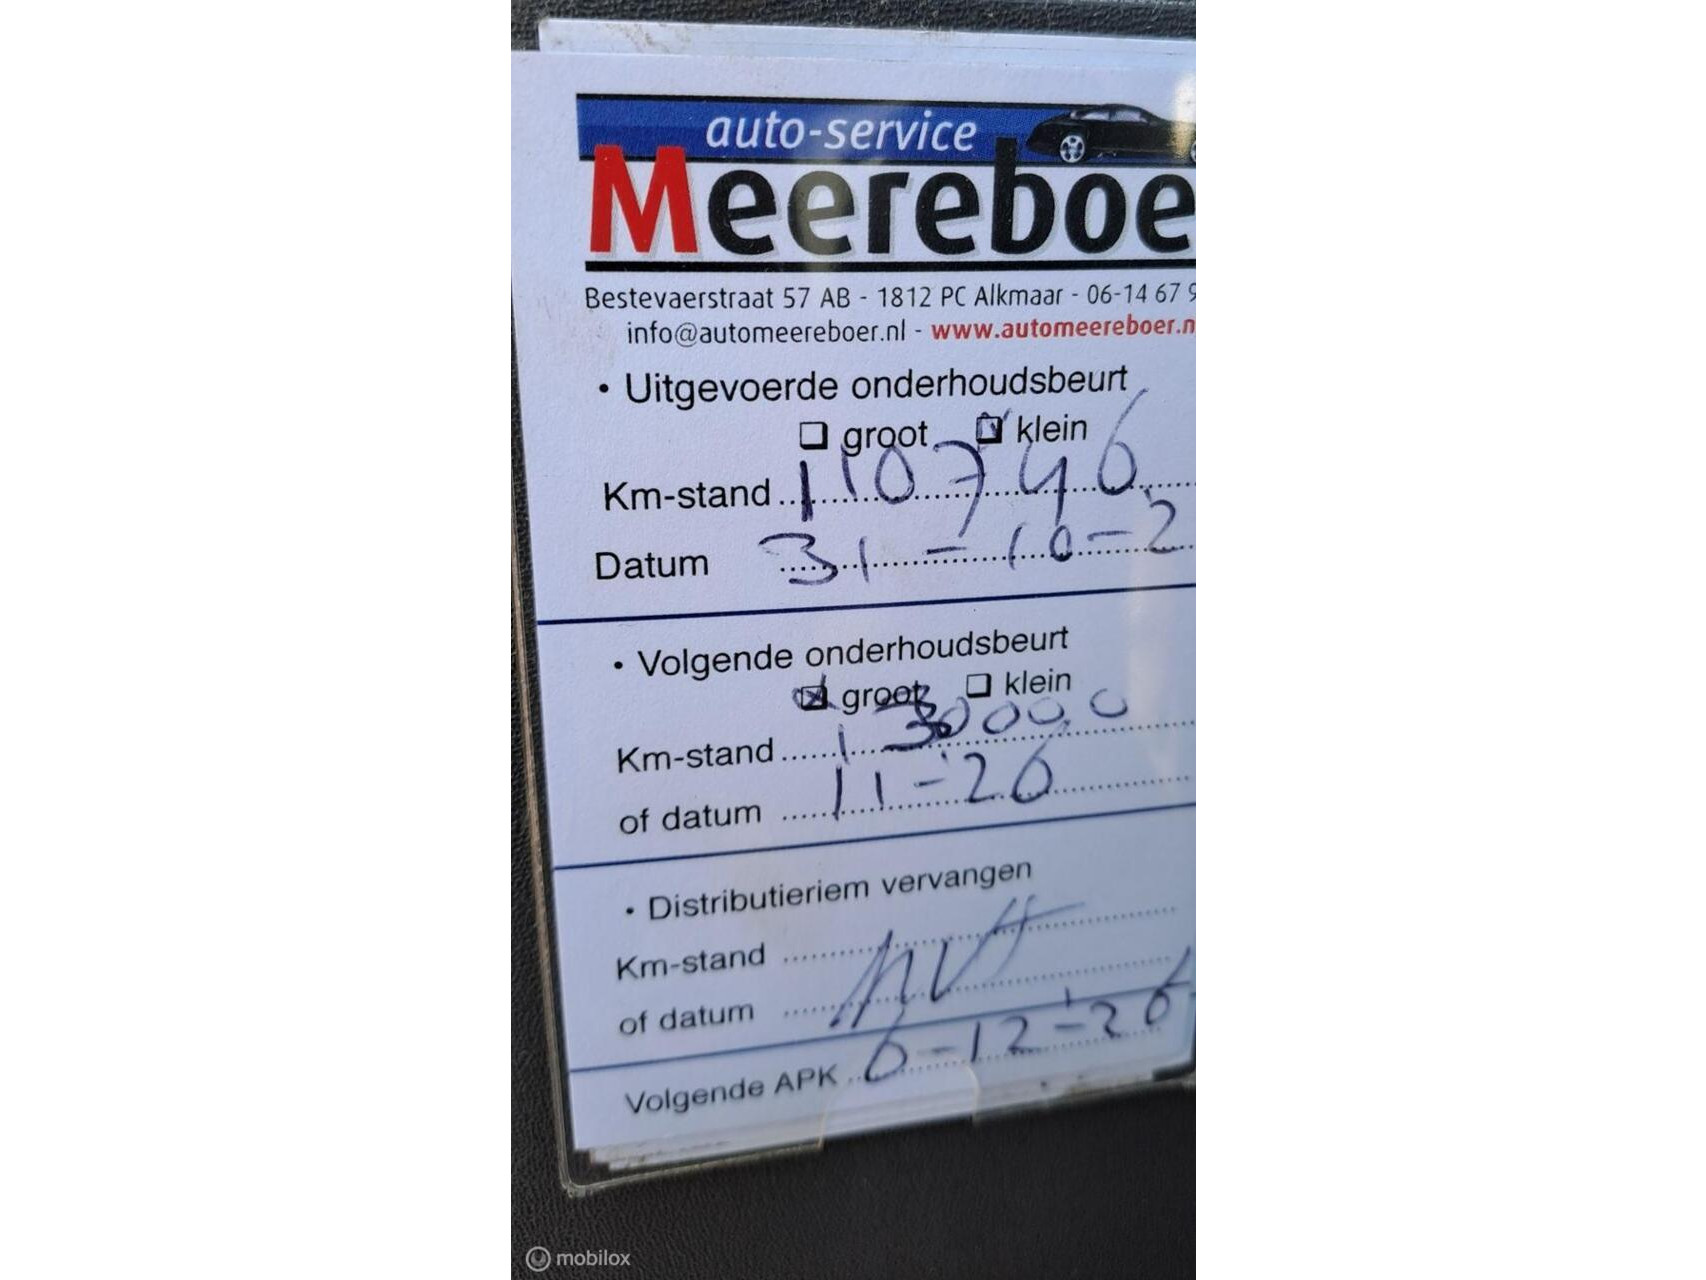 auto-service
Meereboe
Bestevaerstraat 57 AB - 1812 PC Alkmaar - 06-14 67 9
info@automeereboer.nl - www.automeereboer.n
• Uitgevoerde onderhoudsbeurt
groot klein
Km-stand 110746
Datum 31-10-'2
• Volgende onderhoudsbeurt
groot klein
Km-stand 130000
of datum 11-'26
• Distributieriem vervangen
Km-stand
of datum nvt
Volgende APK 6-12-'26
mobilox